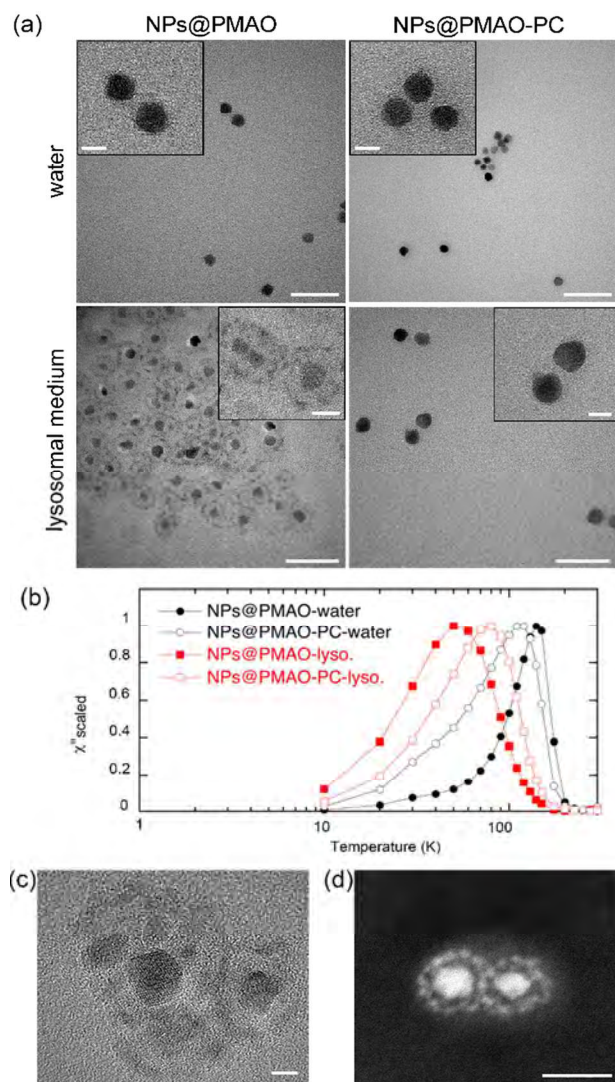 (a)
NPs@PMAO
NPs@PMAO-PC
water
lysosomal medium
(b)
NPs@PMAO-water
NPs@PMAO-PC-water
NPs@PMAO-lyso.
NPs@PMAO-PC-lyso.
χ" scaled
1
0.8
0.6
0.4
0.2
0
1
10
100
Temperature (K)
(c)
(d)